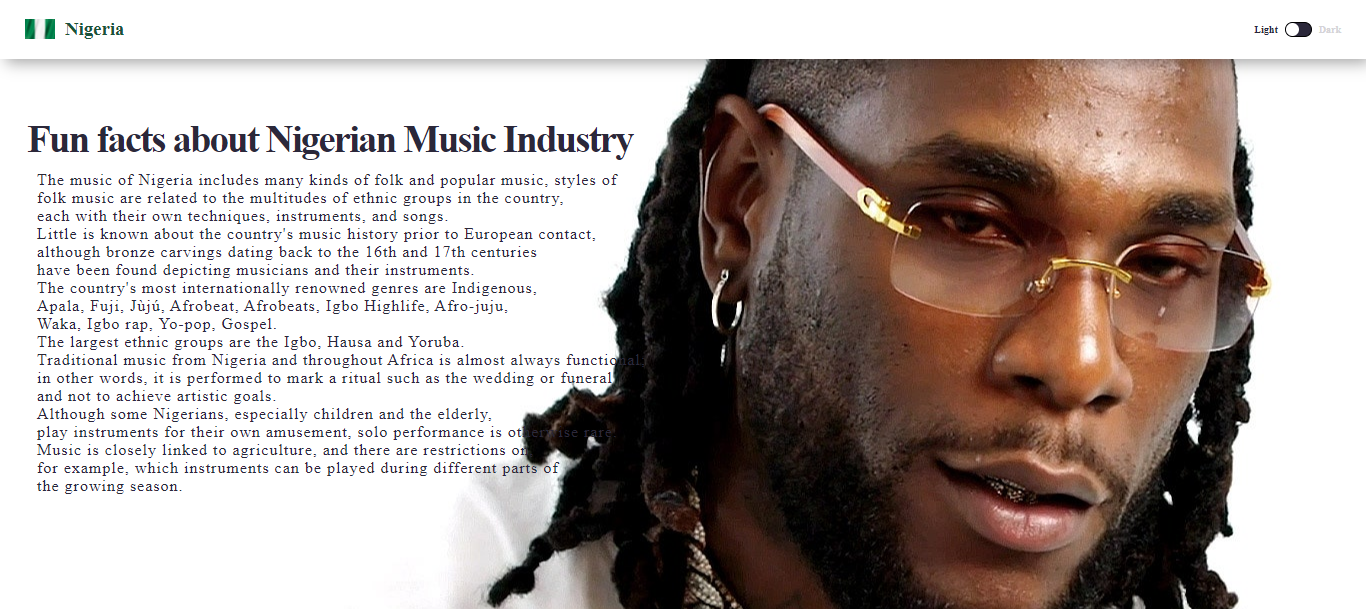 Nigeria
Light Dark
Fun facts about Nigerian Music Industry
The music of Nigeria includes many kinds of folk and popular music, styles of
folk music are related to the multitudes of ethnic groups in the country,
each with their own techniques, instruments, and songs.
Little is known about the country's music history prior to European contact,
although bronze carvings dating back to the 16th and 17th centuries
have been found depicting musicians and their instruments.
The country's most internationally renowned genres are Indigenous,
Apala, Fuji, Jùjú, Afrobeat, Afrobeats, Igbo Highlife, Afro-juju,
Waka, Igbo rap, Yo-pop, Gospel.
The largest ethnic groups are the Igbo, Hausa and Yoruba.
Traditional music from Nigeria and throughout Africa is almost always functional;
in other words, it is performed to mark a ritual such as the wedding or funeral
and not to achieve artistic goals.
Although some Nigerians, especially children and the elderly,
play instruments for their own amusement, solo performance is otherwise rare.
Music is closely linked to agriculture, and there are restrictions on
for example, which instruments can be played during different parts of
the growing season.